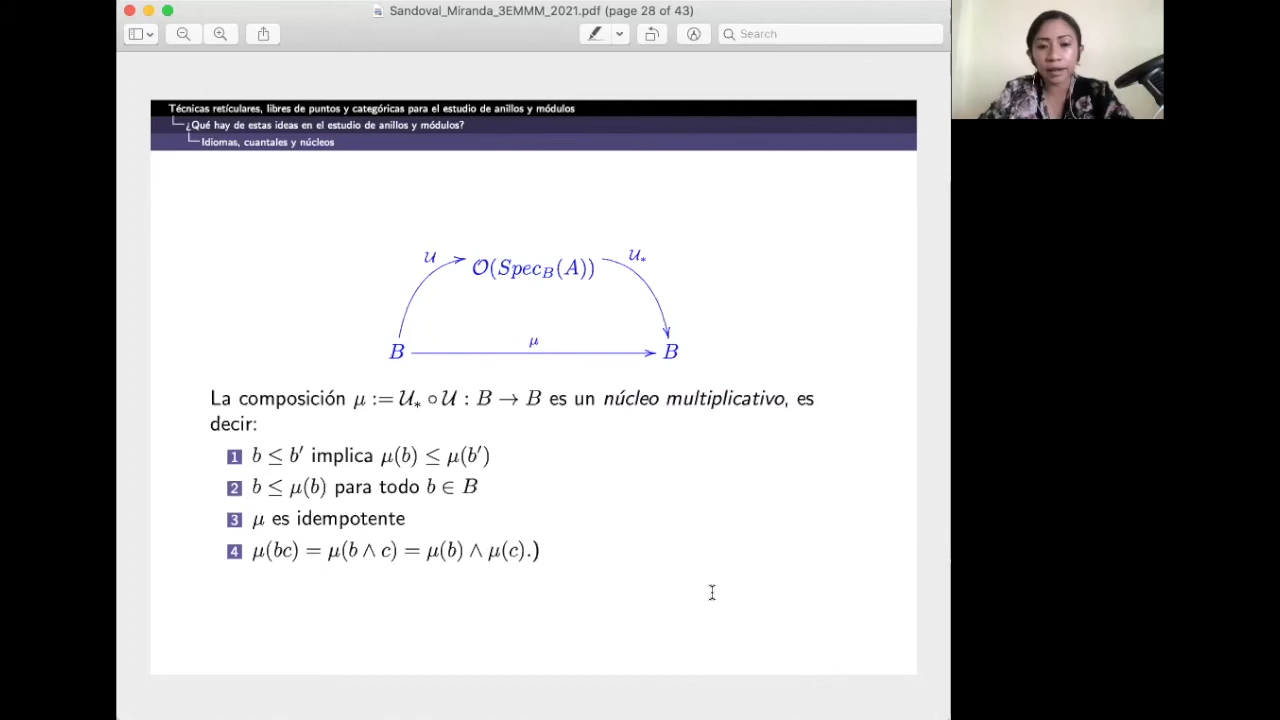 Sandoval_Miranda_3EMMM_2021.pdf (page 28 of 43)
Search
Técnicas retículares, libres de puntos y categóricas para el estudio de anillos y módulos
¿Qué hay de estas ideas en el estudio de anillos y módulos?
Idiomas, cuantales y núcleos
𝒰 𝒰*
𝒪(Spec_B(A))
μ
B B
La composición μ := 𝒰* ∘ 𝒰 : B → B es un núcleo multiplicativo, es
decir:
1 b ≤ b′ implica μ(b) ≤ μ(b′)
2 b ≤ μ(b) para todo b ∈ B
3 μ es idempotente
4 μ(bc) = μ(b ∧ c) = μ(b) ∧ μ(c).)